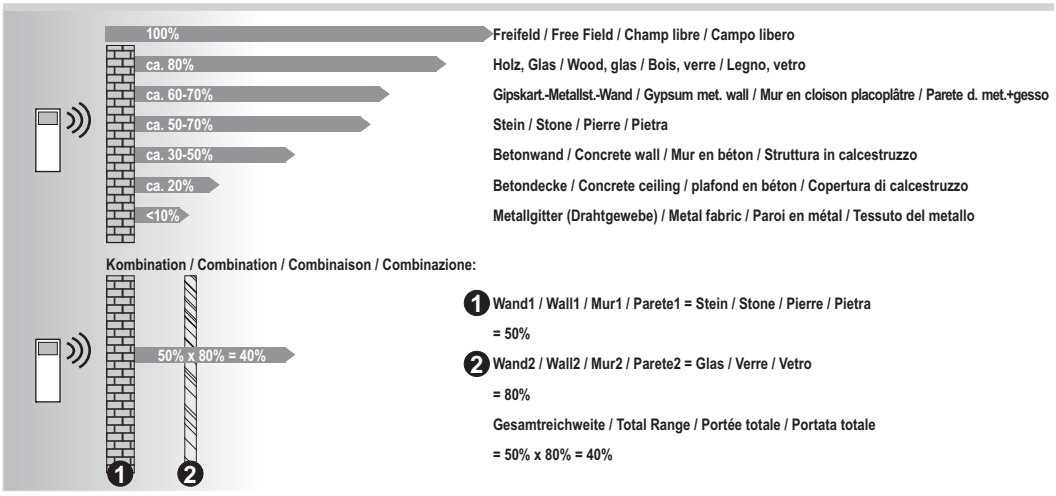 100% Freifeld / Free Field / Champ libre / Campo libero
ca. 80% Holz, Glas / Wood, glas / Bois, verre / Legno, vetro
ca. 60-70% Gipskart.-Metallst.-Wand / Gypsum met. wall / Mur en cloison placoplâtre / Parete d. met.+gesso
ca. 50-70% Stein / Stone / Pierre / Pietra
ca. 30-50% Betonwand / Concrete wall / Mur en béton / Struttura in calcestruzzo
ca. 20% Betondecke / Concrete ceiling / plafond en béton / Copertura di calcestruzzo
<10% Metallgitter (Drahtgewebe) / Metal fabric / Paroi en métal / Tessuto del metallo
Kombination / Combination / Combinaison / Combinazione:
1 Wand1 / Wall1 / Mur1 / Parete1 = Stein / Stone / Pierre / Pietra
= 50%
50% x 80% = 40%
2 Wand2 / Wall2 / Mur2 / Parete2 = Glas / Verre / Vetro
= 80%
Gesamtreichweite / Total Range / Portée totale / Portata totale
= 50% x 80% = 40%
1 2